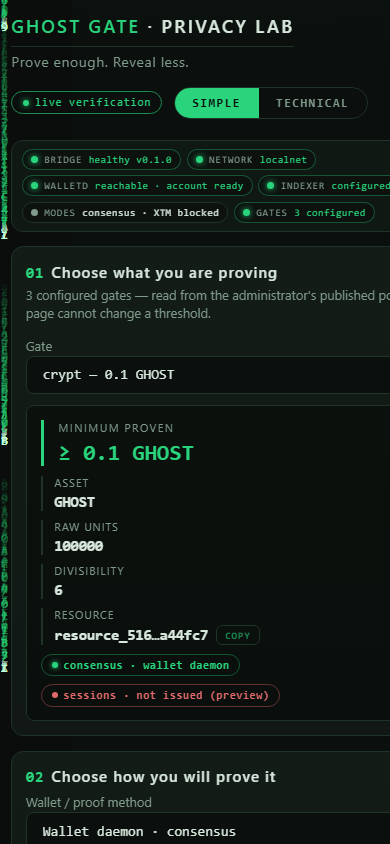 GHOST GATE · PRIVACY LAB
Prove enough. Reveal less.
live verification SIMPLE TECHNICAL
BRIDGE healthy v0.1.0 NETWORK localnet
WALLETD reachable · account ready INDEXER configured
MODES consensus · XTM blocked GATES 3 configured
01 Choose what you are proving
3 configured gates — read from the administrator's published
page cannot change a threshold.
Gate
crypt — 0.1 GHOST
MINIMUM PROVEN
≥ 0.1 GHOST
ASSET
GHOST
RAW UNITS
100000
DIVISIBILITY
6
RESOURCE
resource_516…a44fc7 COPY
consensus · wallet daemon
sessions · not issued (preview)
02 Choose how you will prove it
Wallet / proof method
Wallet daemon · consensus